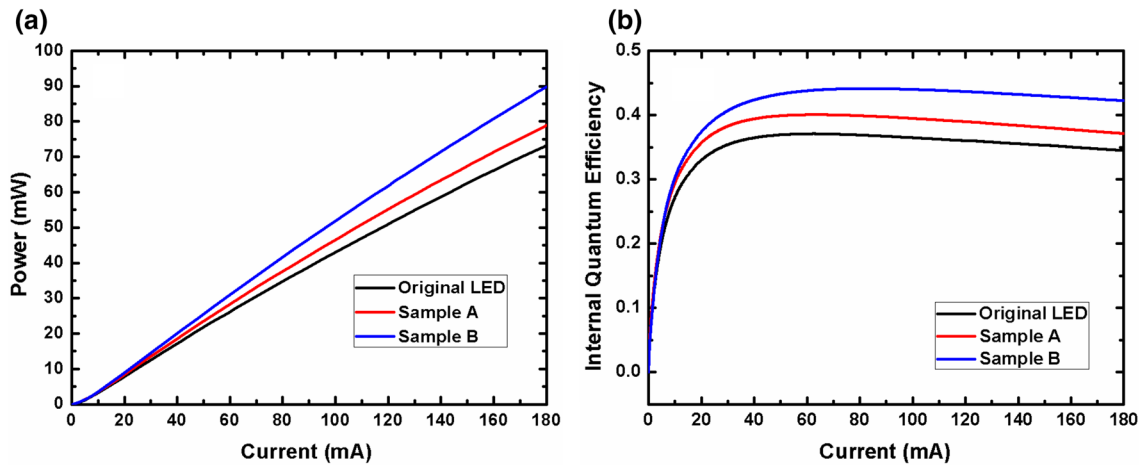 (a)
100
90
80
70
60
50
40
30
20
10
0
Power (mW)
Original LED
Sample A
Sample B
0 20 40 60 80 100 120 140 160 180
Current (mA)
(b)
0.5
0.4
0.3
0.2
0.1
0.0
Internal Quantum Efficiency
Original LED
Sample A
Sample B
0 20 40 60 80 100 120 140 160 180
Current (mA)